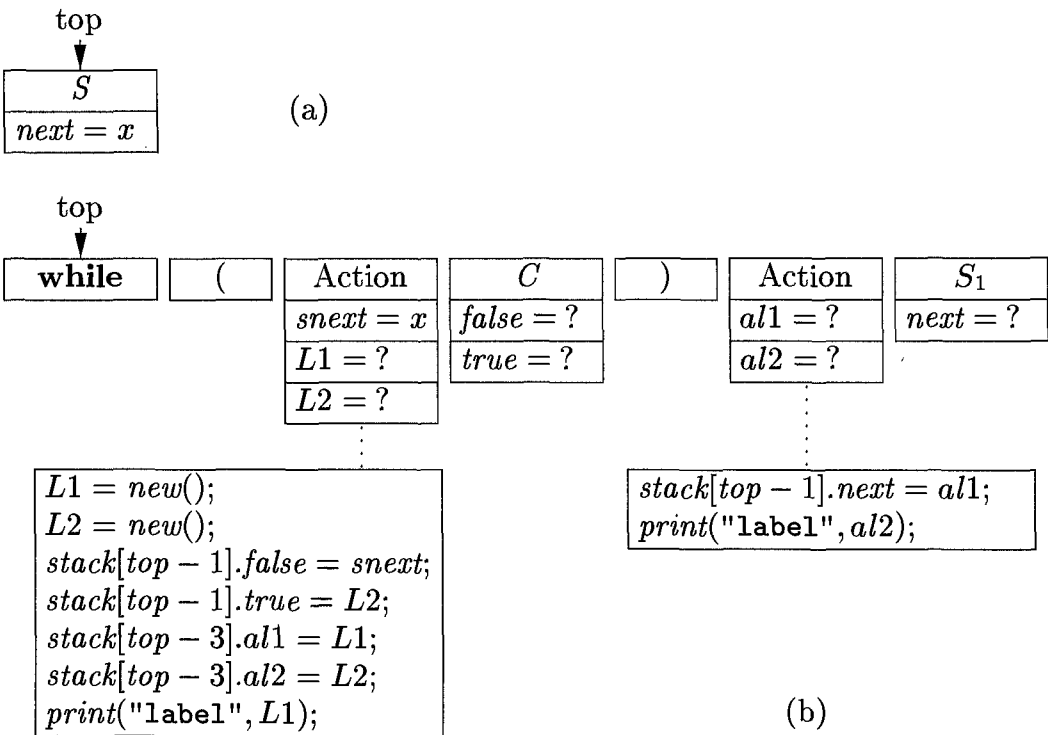 top
S
next = x
(a)
top
while ( Action C ) Action S₁
snext = x false = ? al1 = ? next = ?
L1 = ? true = ? al2 = ?
L2 = ?
L1 = new();
L2 = new();
stack[top − 1].false = snext;
stack[top − 1].true = L2;
stack[top − 3].al1 = L1;
stack[top − 3].al2 = L2;
print("label", L1);
stack[top − 1].next = al1;
print("label", al2);
(b)